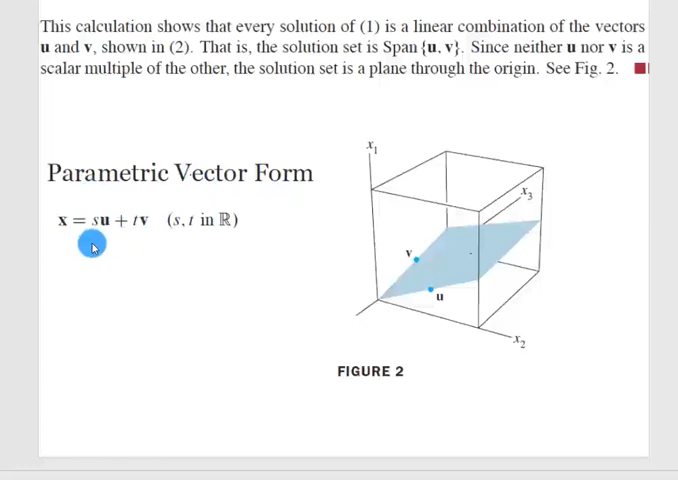 This calculation shows that every solution of (1) is a linear combination of the vectors
u and v, shown in (2). That is, the solution set is Span {u, v}. Since neither u nor v is a
scalar multiple of the other, the solution set is a plane through the origin. See Fig. 2.
Parametric Vector Form
x = su + tv (s, t in ℝ)
x₁
x₃
v
u
x₂
FIGURE 2